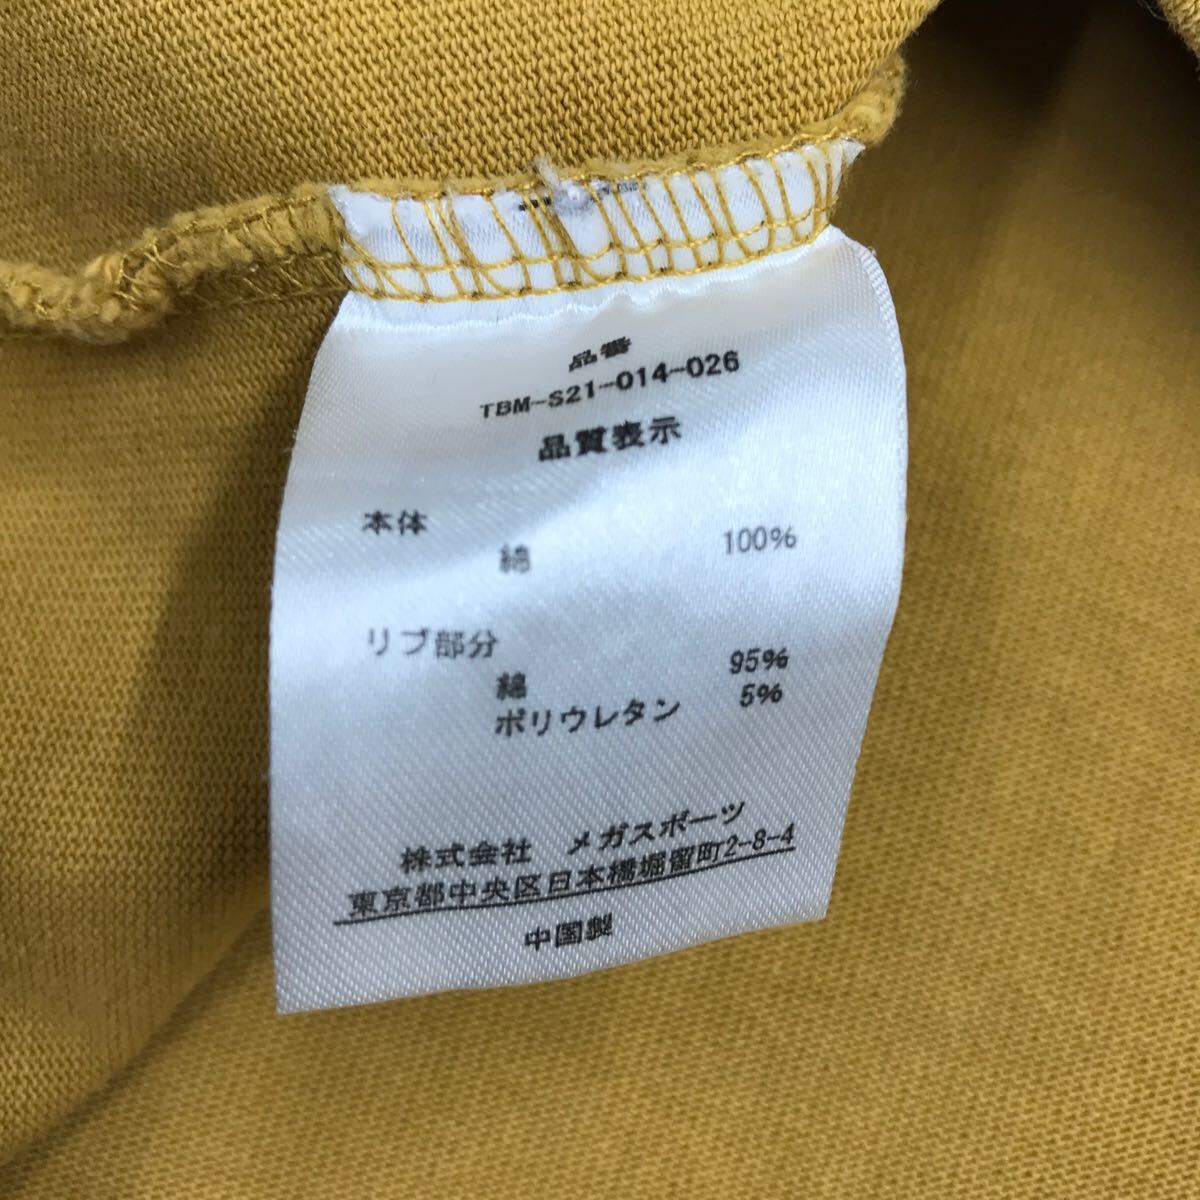 品番
TBM-S21-014-026
品質表示
本体
綿 100%
リブ部分
綿 95%
ポリウレタン 5%
株式会社 メガスポーツ
東京都中央区日本橋堀留町2-8-4
中国製